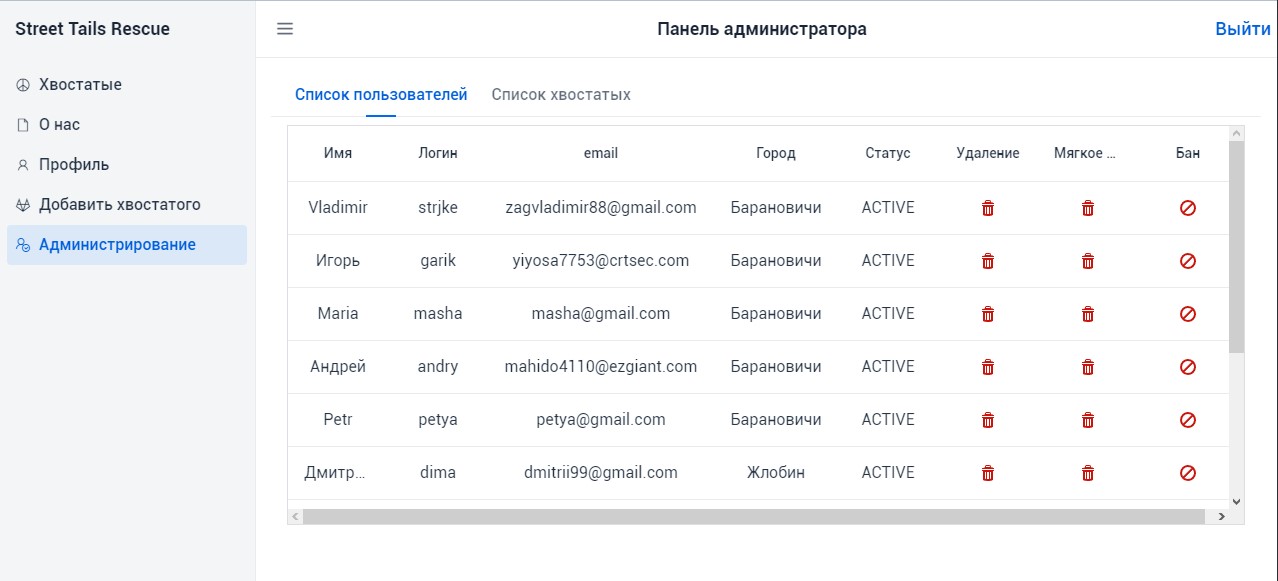 Street Tails Rescue
Панель администратора
Выйти
Хвостатые
О нас
Профиль
Добавить хвостатого
Администрирование
Список пользователей Список хвостатых
Имя Логин email Город Статус Удаление Мягкое ... Бан
Vladimir strjke zagvladimir88@gmail.com Барановичи ACTIVE
Игорь garik yiyosa7753@crtsec.com Барановичи ACTIVE
Maria masha masha@gmail.com Барановичи ACTIVE
Андрей andry mahido4110@ezgiant.com Барановичи ACTIVE
Petr petya petya@gmail.com Барановичи ACTIVE
Дмитр... dima dmitrii99@gmail.com Жлобин ACTIVE